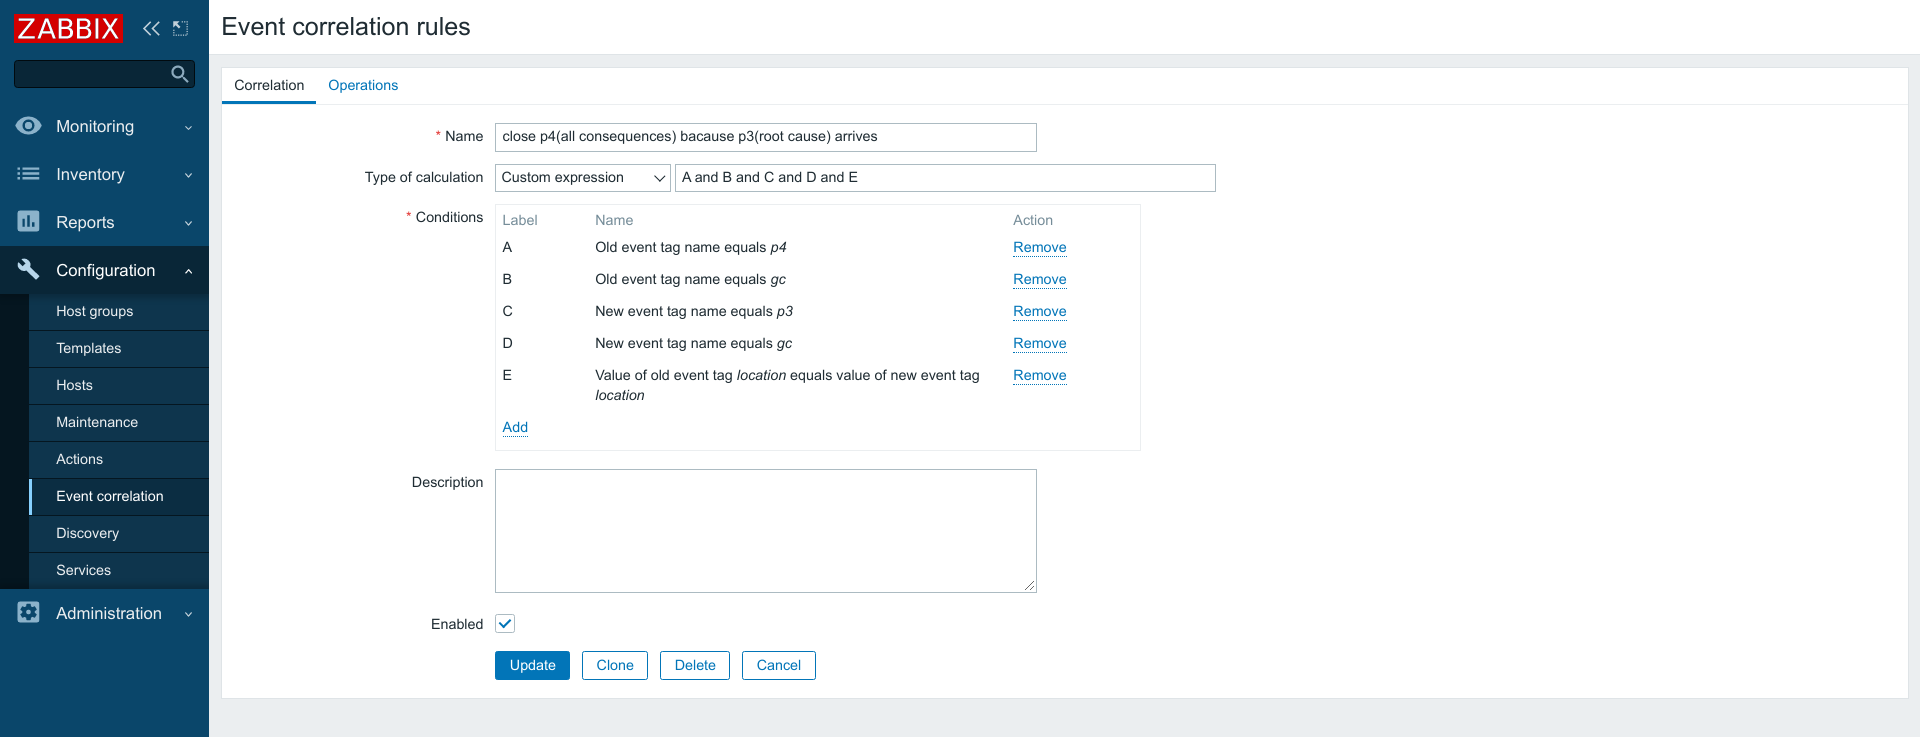 ZABBIX
Event correlation rules
Monitoring
Inventory
Reports
Configuration
Host groups
Templates
Hosts
Maintenance
Actions
Event correlation
Discovery
Services
Administration
Correlation Operations
* Name close p4(all consequences) bacause p3(root cause) arrives
Type of calculation Custom expression A and B and C and D and E
* Conditions Label Name Action
A Old event tag name equals p4 Remove
B Old event tag name equals gc Remove
C New event tag name equals p3 Remove
D New event tag name equals gc Remove
E Value of old event tag location equals value of new event tag Remove
location
Add
Description
Enabled
Update Clone Delete Cancel